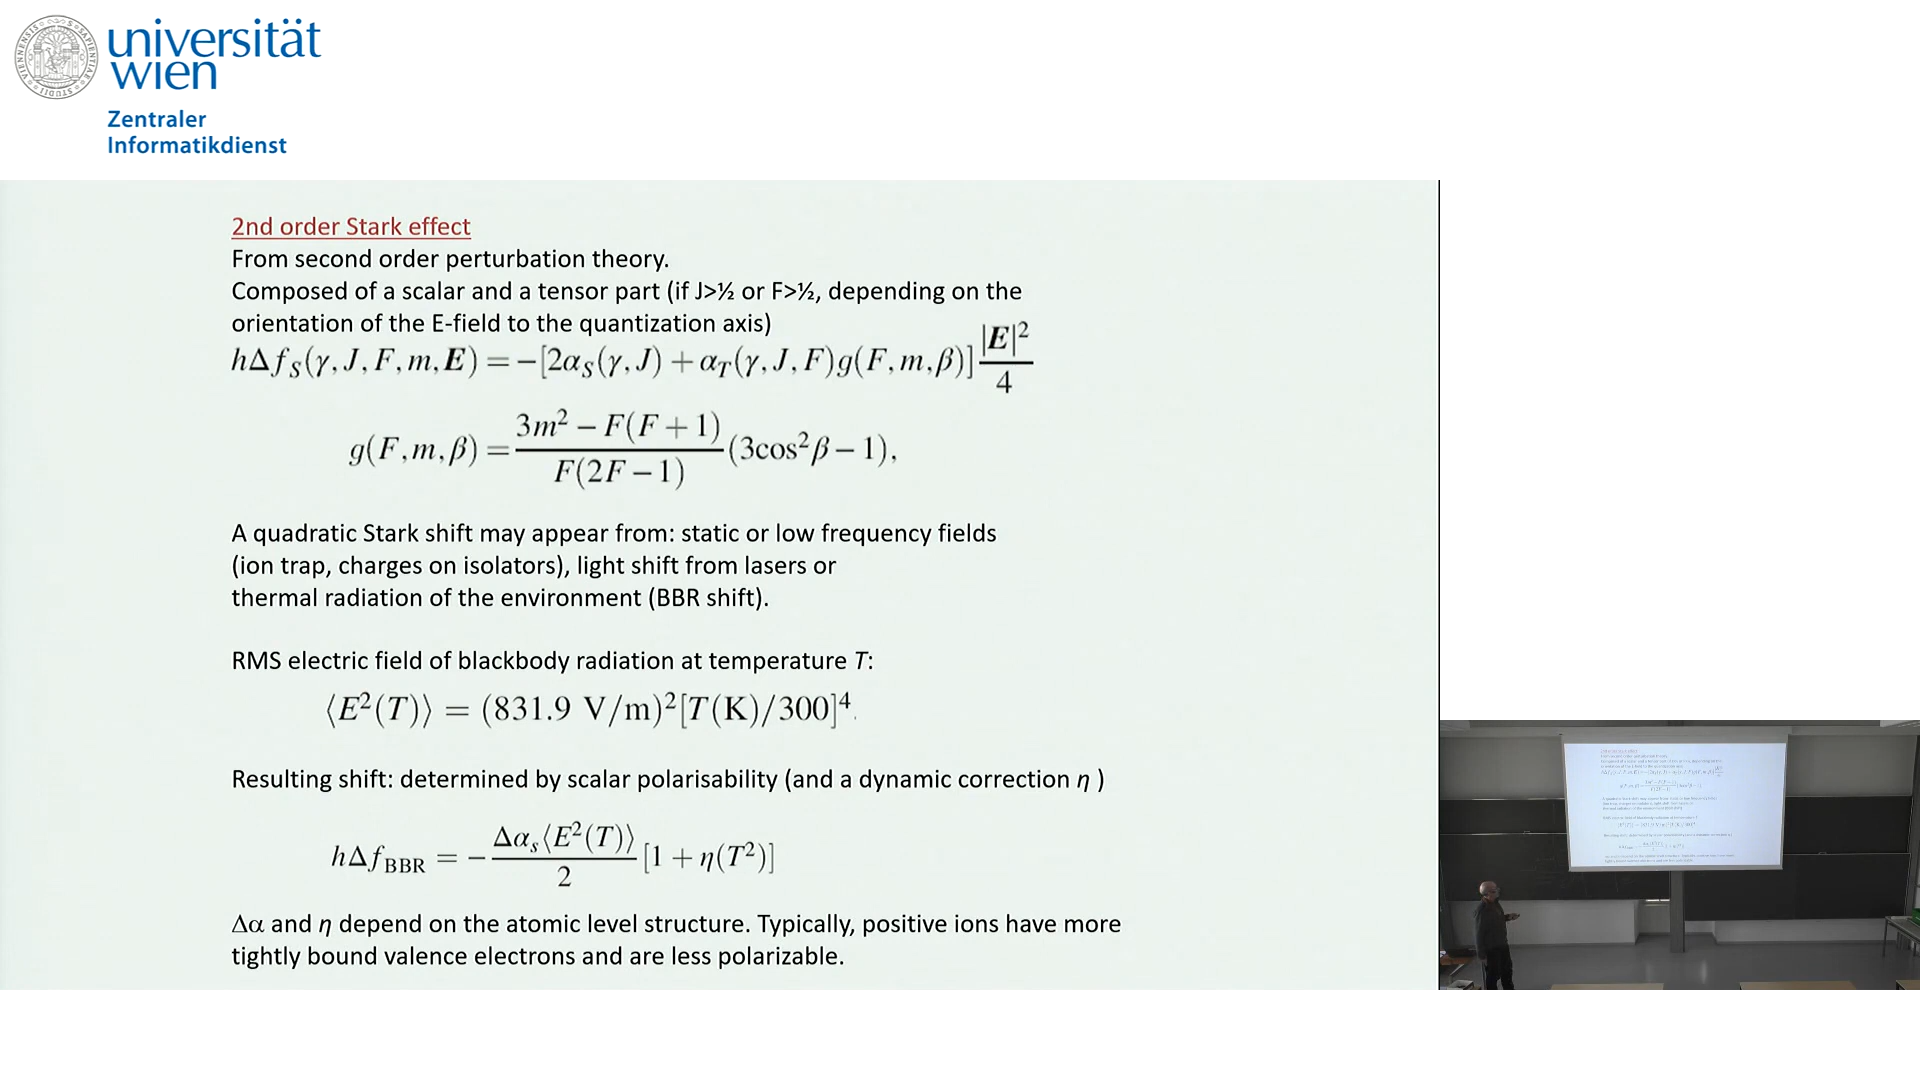 universität
wien
Zentraler
Informatikdienst
2nd order Stark effect
From second order perturbation theory.
Composed of a scalar and a tensor part (if J>½ or F>½, depending on the
orientation of the E-field to the quantization axis)
hΔf_S(γ,J,F,m,E) = −[2α_S(γ,J) + α_T(γ,J,F)g(F,m,β)] |E|²/4
g(F,m,β) = (3m² − F(F + 1))/(F(2F − 1)) (3cos²β − 1),
A quadratic Stark shift may appear from: static or low frequency fields
(ion trap, charges on isolators), light shift from lasers or
thermal radiation of the environment (BBR shift).
RMS electric field of blackbody radiation at temperature T:
⟨E²(T)⟩ = (831.9 V/m)²[T(K)/300]⁴.
Resulting shift: determined by scalar polarisability (and a dynamic correction η )
hΔf_BBR = − (Δα_s⟨E²(T)⟩)/2 [1 + η(T²)]
Δα and η depend on the atomic level structure. Typically, positive ions have more
tightly bound valence electrons and are less polarizable.